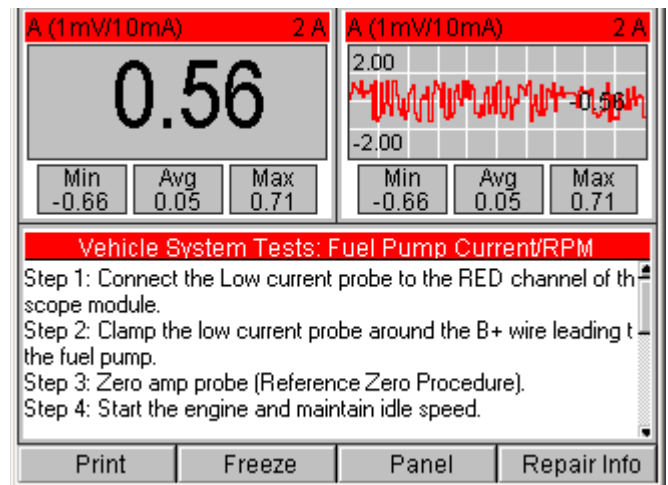 A (1mV/10mA) 2 A
0.56
Min Avg Max
-0.66 0.05 0.71
A (1mV/10mA) 2 A
2.00
-0.56
-2.00
Min Avg Max
-0.66 0.05 0.71
Vehicle System Tests: Fuel Pump Current/RPM
Step 1: Connect the Low current probe to the RED channel of th
scope module.
Step 2: Clamp the low current probe around the B+ wire leading t
the fuel pump.
Step 3: Zero amp probe (Reference Zero Procedure).
Step 4: Start the engine and maintain idle speed.
Print Freeze Panel Repair Info